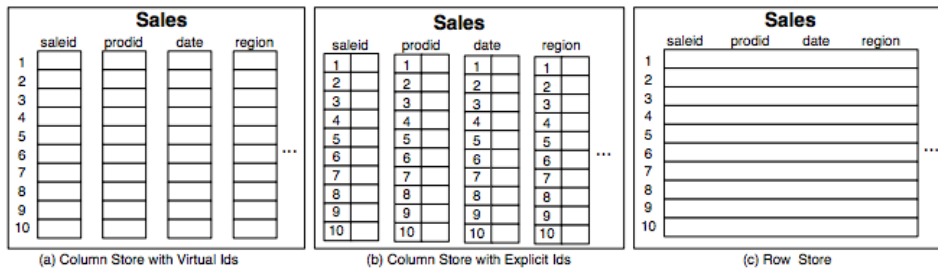 Sales
saleid prodid date region
1
2
3
4
5
6
7
8
9
10
...
(a) Column Store with Virtual Ids
Sales
saleid prodid date region
1 1 1 1
2 2 2 2
3 3 3 3
4 4 4 4
5 5 5 5
6 6 6 6
7 7 7 7
8 8 8 8
9 9 9 9
10 10 10 10
...
(b) Column Store with Explicit Ids
Sales
saleid prodid date region
1
2
3
4
5
6
7
8
9
10
...
(c) Row Store